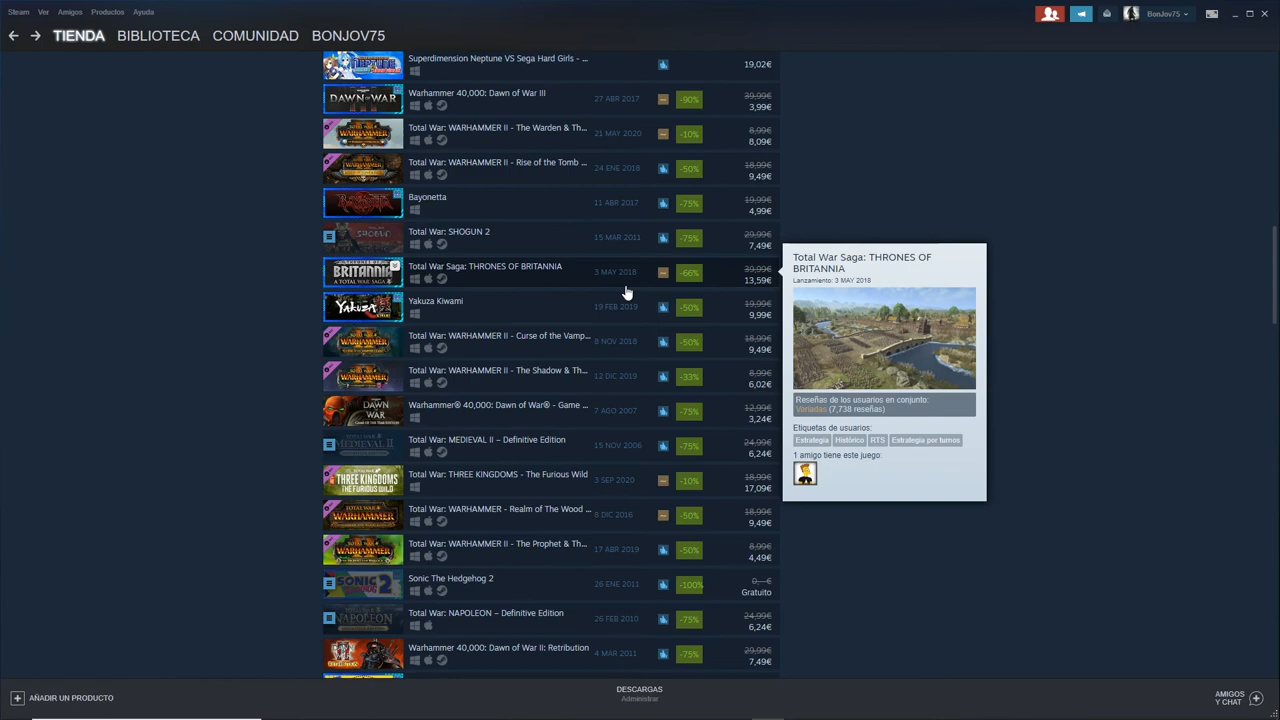 Steam Ver Amigos Productos Ayuda
BonJov75
TIENDA BIBLIOTECA COMUNIDAD BONJOV75
Superdimension Neptune VS Sega Hard Girls - ...
19,02€
Warhammer 40,000: Dawn of War III
27 ABR 2017 -90% 39,99€
3,99€
Total War: WARHAMMER II - The Warden & Th...
21 MAY 2020 -10% 8,99€
8,09€
Total War: WARHAMMER II - Rise of the Tomb ...
24 ENE 2018 -50% 18,99€
9,49€
Bayonetta
11 ABR 2017 -75% 19,99€
4,99€
Total War: SHOGUN 2
15 MAR 2011 -75% 29,99€
7,49€
Total War Saga: THRONES OF BRITANNIA
3 MAY 2018 -66% 39,99€
13,59€
Yakuza Kiwami
19 FEB 2019 -50% 19,99€
9,99€
Total War: WARHAMMER II - Curse of the Vamp...
8 NOV 2018 -50% 18,99€
9,49€
Total War: WARHAMMER II - The Shadow & Th...
12 DIC 2019 -33% 8,99€
6,02€
Warhammer® 40,000: Dawn of War® - Game ...
7 AGO 2007 -75% 12,99€
3,24€
Total War: MEDIEVAL II – Definitive Edition
15 NOV 2006 -75% 24,99€
6,24€
Total War: THREE KINGDOMS - The Furious Wild
3 SEP 2020 -10% 18,99€
17,09€
Total War: WARHAMMER - Realm of The Wood ...
8 DIC 2016 -50% 18,99€
9,49€
Total War: WARHAMMER II - The Prophet & Th...
17 ABR 2019 -50% 8,99€
4,49€
Sonic The Hedgehog 2
26 ENE 2011 -100% 0,--€
Gratuito
Total War: NAPOLEON – Definitive Edition
26 FEB 2010 -75% 24,99€
6,24€
Warhammer 40,000: Dawn of War II: Retribution
4 MAR 2011 -75% 29,99€
7,49€
Total War Saga: THRONES OF
BRITANNIA
Lanzamiento: 3 MAY 2018
Reseñas de los usuarios en conjunto:
Variadas (7,738 reseñas)
Etiquetas de usuarios:
Estrategia Histórico RTS Estrategia por turnos
1 amigo tiene este juego:
AÑADIR UN PRODUCTO
DESCARGAS
Administrar
AMIGOS
Y CHAT